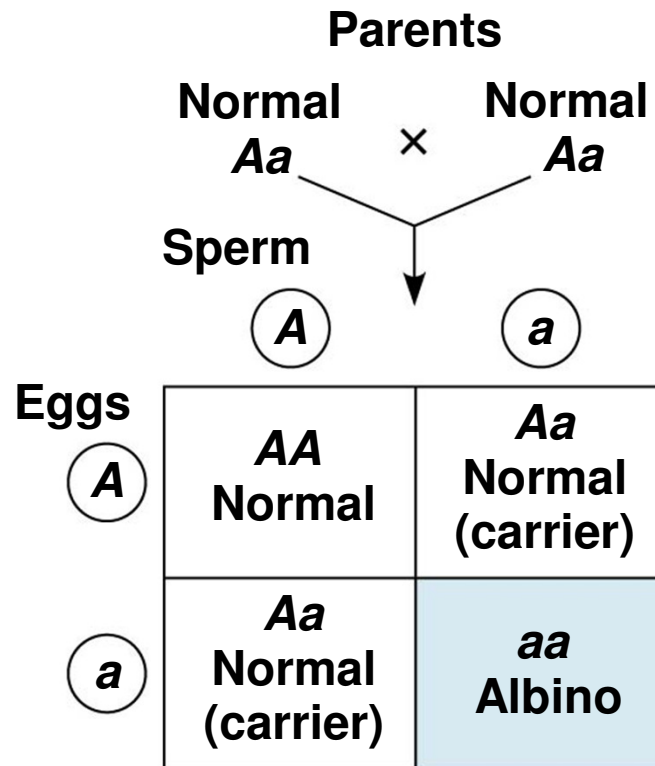 Parents
Normal × Normal
Aa Aa
Sperm
A a
Eggs
A
AA
Normal
Aa
Normal
(carrier)
a
Aa
Normal
(carrier)
aa
Albino